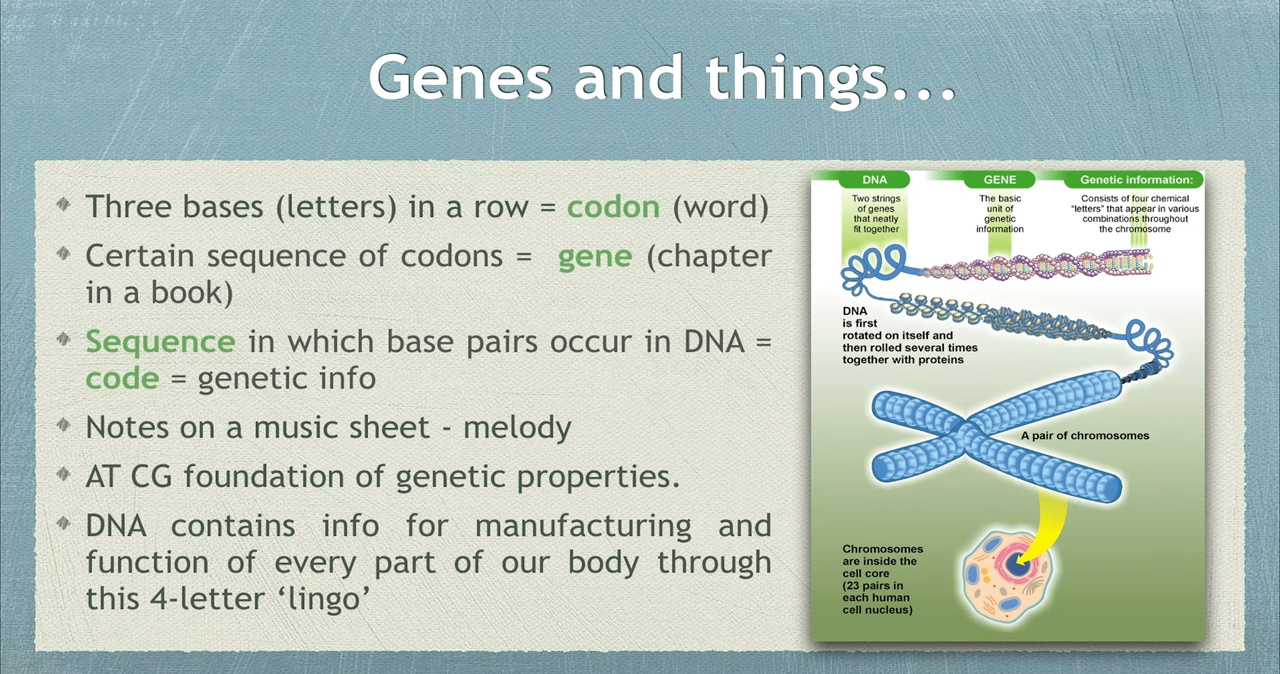 Genes and things...
Three bases (letters) in a row = codon (word)
Certain sequence of codons = gene (chapter
in a book)
Sequence in which base pairs occur in DNA =
code = genetic info
Notes on a music sheet - melody
AT CG foundation of genetic properties.
DNA contains info for manufacturing and
function of every part of our body through
this 4-letter ‘lingo’
DNA
Two strings
of genes
that neatly
fit together
GENE
The basic
unit of
genetic
information
Genetic information:
Consists of four chemical
“letters” that appear in various
combinations throughout
the chromosome
DNA
is first
rotated on itself and
then rolled several times
together with proteins
A pair of chromosomes
Chromosomes
are inside the
cell core
(23 pairs in
each human
cell nucleus)